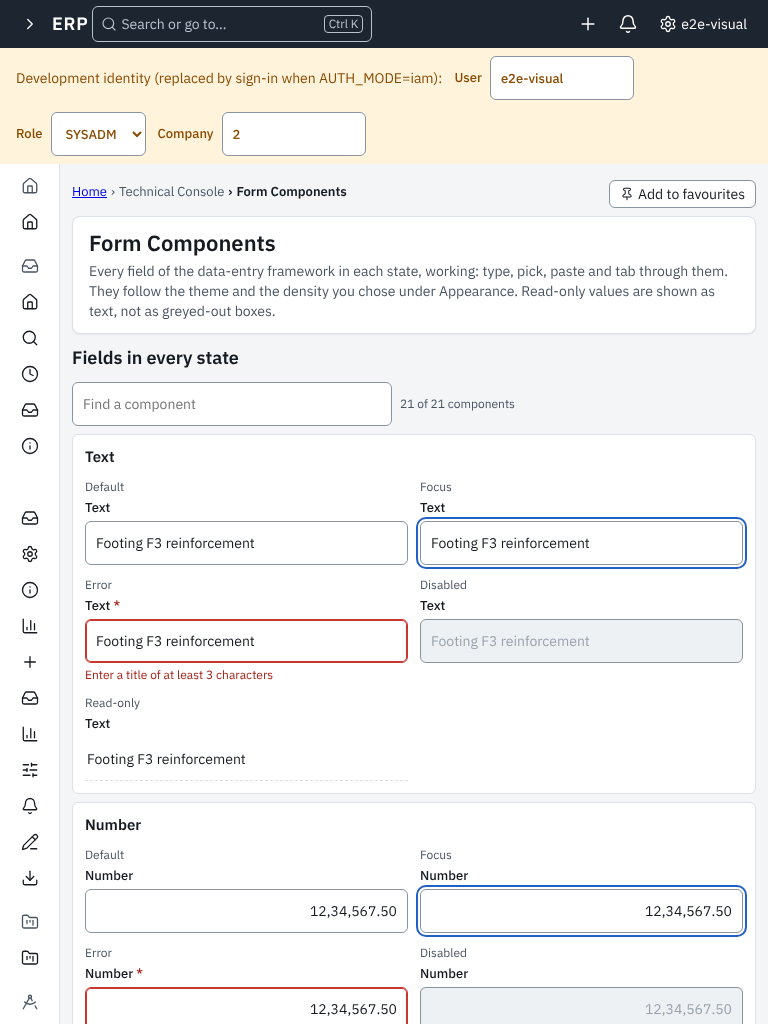 ERP
Search or go to...
Ctrl K
e2e-visual
Development identity (replaced by sign-in when AUTH_MODE=iam):
User
e2e-visual
Role
SYSADM
Company
2
Home › Technical Console › Form Components
Add to favourites
Form Components
Every field of the data-entry framework in each state, working: type, pick, paste and tab through them.
They follow the theme and the density you chose under Appearance. Read-only values are shown as
text, not as greyed-out boxes.
Fields in every state
Find a component
21 of 21 components
Text
Default
Focus
Text
Text
Footing F3 reinforcement
Footing F3 reinforcement
Error
Disabled
Text *
Text
Footing F3 reinforcement
Footing F3 reinforcement
Enter a title of at least 3 characters
Read-only
Text
Footing F3 reinforcement
Number
Default
Focus
Number
Number
12,34,567.50
12,34,567.50
Error
Disabled
Number *
Number
12,34,567.50
12,34,567.50